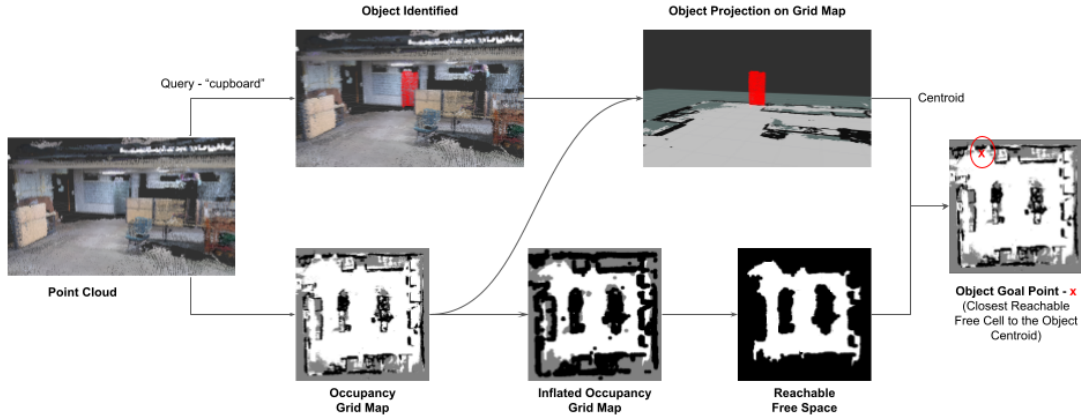 Object Identified
Object Projection on Grid Map
Query - “cupboard”
Centroid
x
Point Cloud
Object Goal Point - x
(Closest Reachable
Free Cell to the Object
Centroid)
Occupancy
Grid Map
Inflated Occupancy
Grid Map
Reachable
Free Space